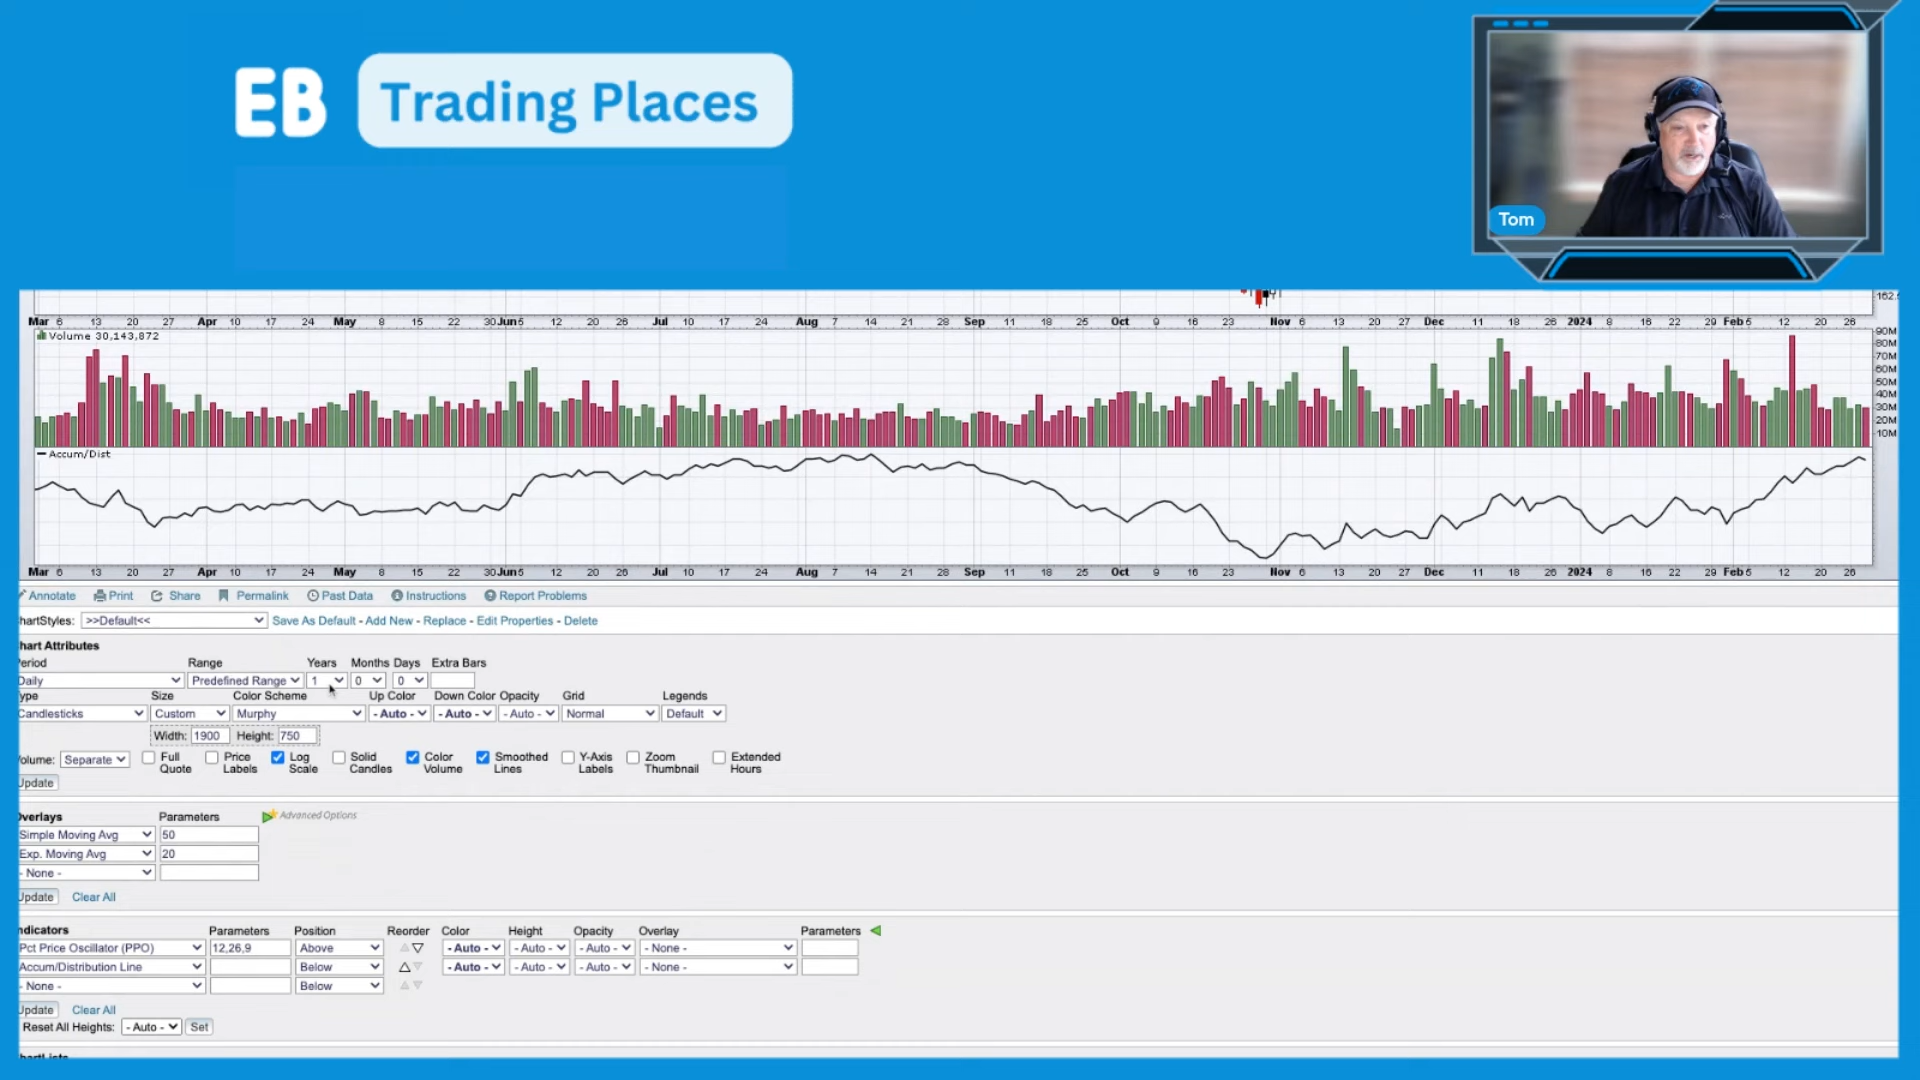 EB Trading Places
Tom
162.
Mar 6 13 20 27 Apr 10 17 24 May 8 15 22 30 Jun 5 12 20 26 Jul 10 17 24 Aug 7 14 21 28 Sep 11 18 25 Oct 9 16 23 Nov 6 13 20 27 Dec 11 18 26 2024 8 16 22 29 Feb 5 12 20 26
Volume 30,143,872
90M
80M
70M
60M
50M
40M
30M
20M
10M
Accum/Dist
Mar 6 13 20 27 Apr 10 17 24 May 8 15 22 30 Jun 5 12 20 26 Jul 10 17 24 Aug 7 14 21 28 Sep 11 18 25 Oct 9 16 23 Nov 6 13 20 27 Dec 11 18 26 2024 8 16 22 29 Feb 5 12 20 26
Annotate Print Share Permalink Past Data Instructions Report Problems
hartStyles: >>Default<< Save As Default - Add New - Replace - Edit Properties - Delete
hart Attributes
eriod Range Years Months Days Extra Bars
Daily Predefined Range 1 0 0
ype Size Color Scheme Up Color Down Color Opacity Grid Legends
Candlesticks Custom Murphy - Auto - - Auto - - Auto - Normal Default
Width: 1900 Height: 750
olume: Separate Full Quote Price Labels Log Scale Solid Candles Color Volume Smoothed Lines Y-Axis Labels Zoom Thumbnail Extended Hours
Update
verlays Parameters Advanced Options
Simple Moving Avg 50
Exp. Moving Avg 20
- None -
Update Clear All
ndicators Parameters Position Reorder Color Height Opacity Overlay Parameters
Pct Price Oscillator (PPO) 12,26,9 Above - Auto - - Auto - - Auto - - None -
Accum/Distribution Line Below - Auto - - Auto - - Auto - - None -
- None - Below
Update Clear All
Reset All Heights: - Auto - Set